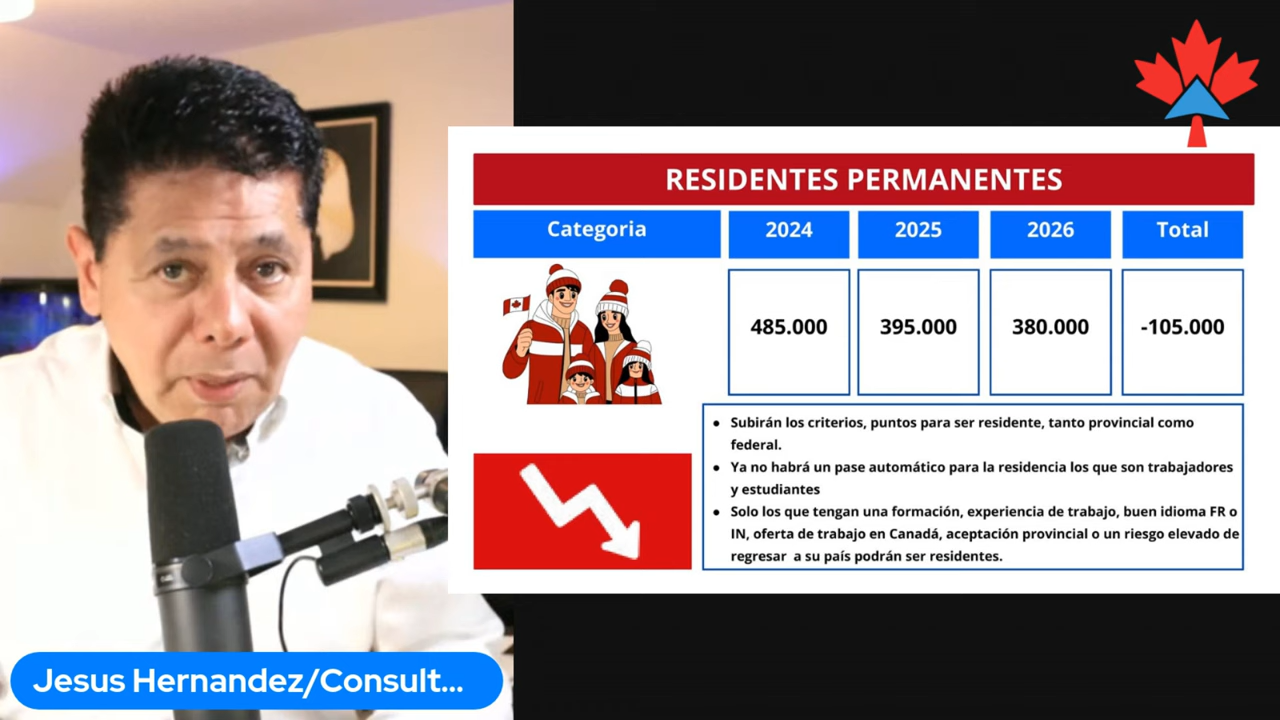 RESIDENTES PERMANENTES
Categoria 2024 2025 2026 Total
485.000 395.000 380.000 -105.000
• Subirán los criterios, puntos para ser residente, tanto provincial como
federal.
• Ya no habrá un pase automático para la residencia los que son trabajadores
y estudiantes
• Solo los que tengan una formación, experiencia de trabajo, buen idioma FR o
IN, oferta de trabajo en Canadá, aceptación provincial o un riesgo elevado de
regresar a su país podrán ser residentes.
Jesus Hernandez/Consult...